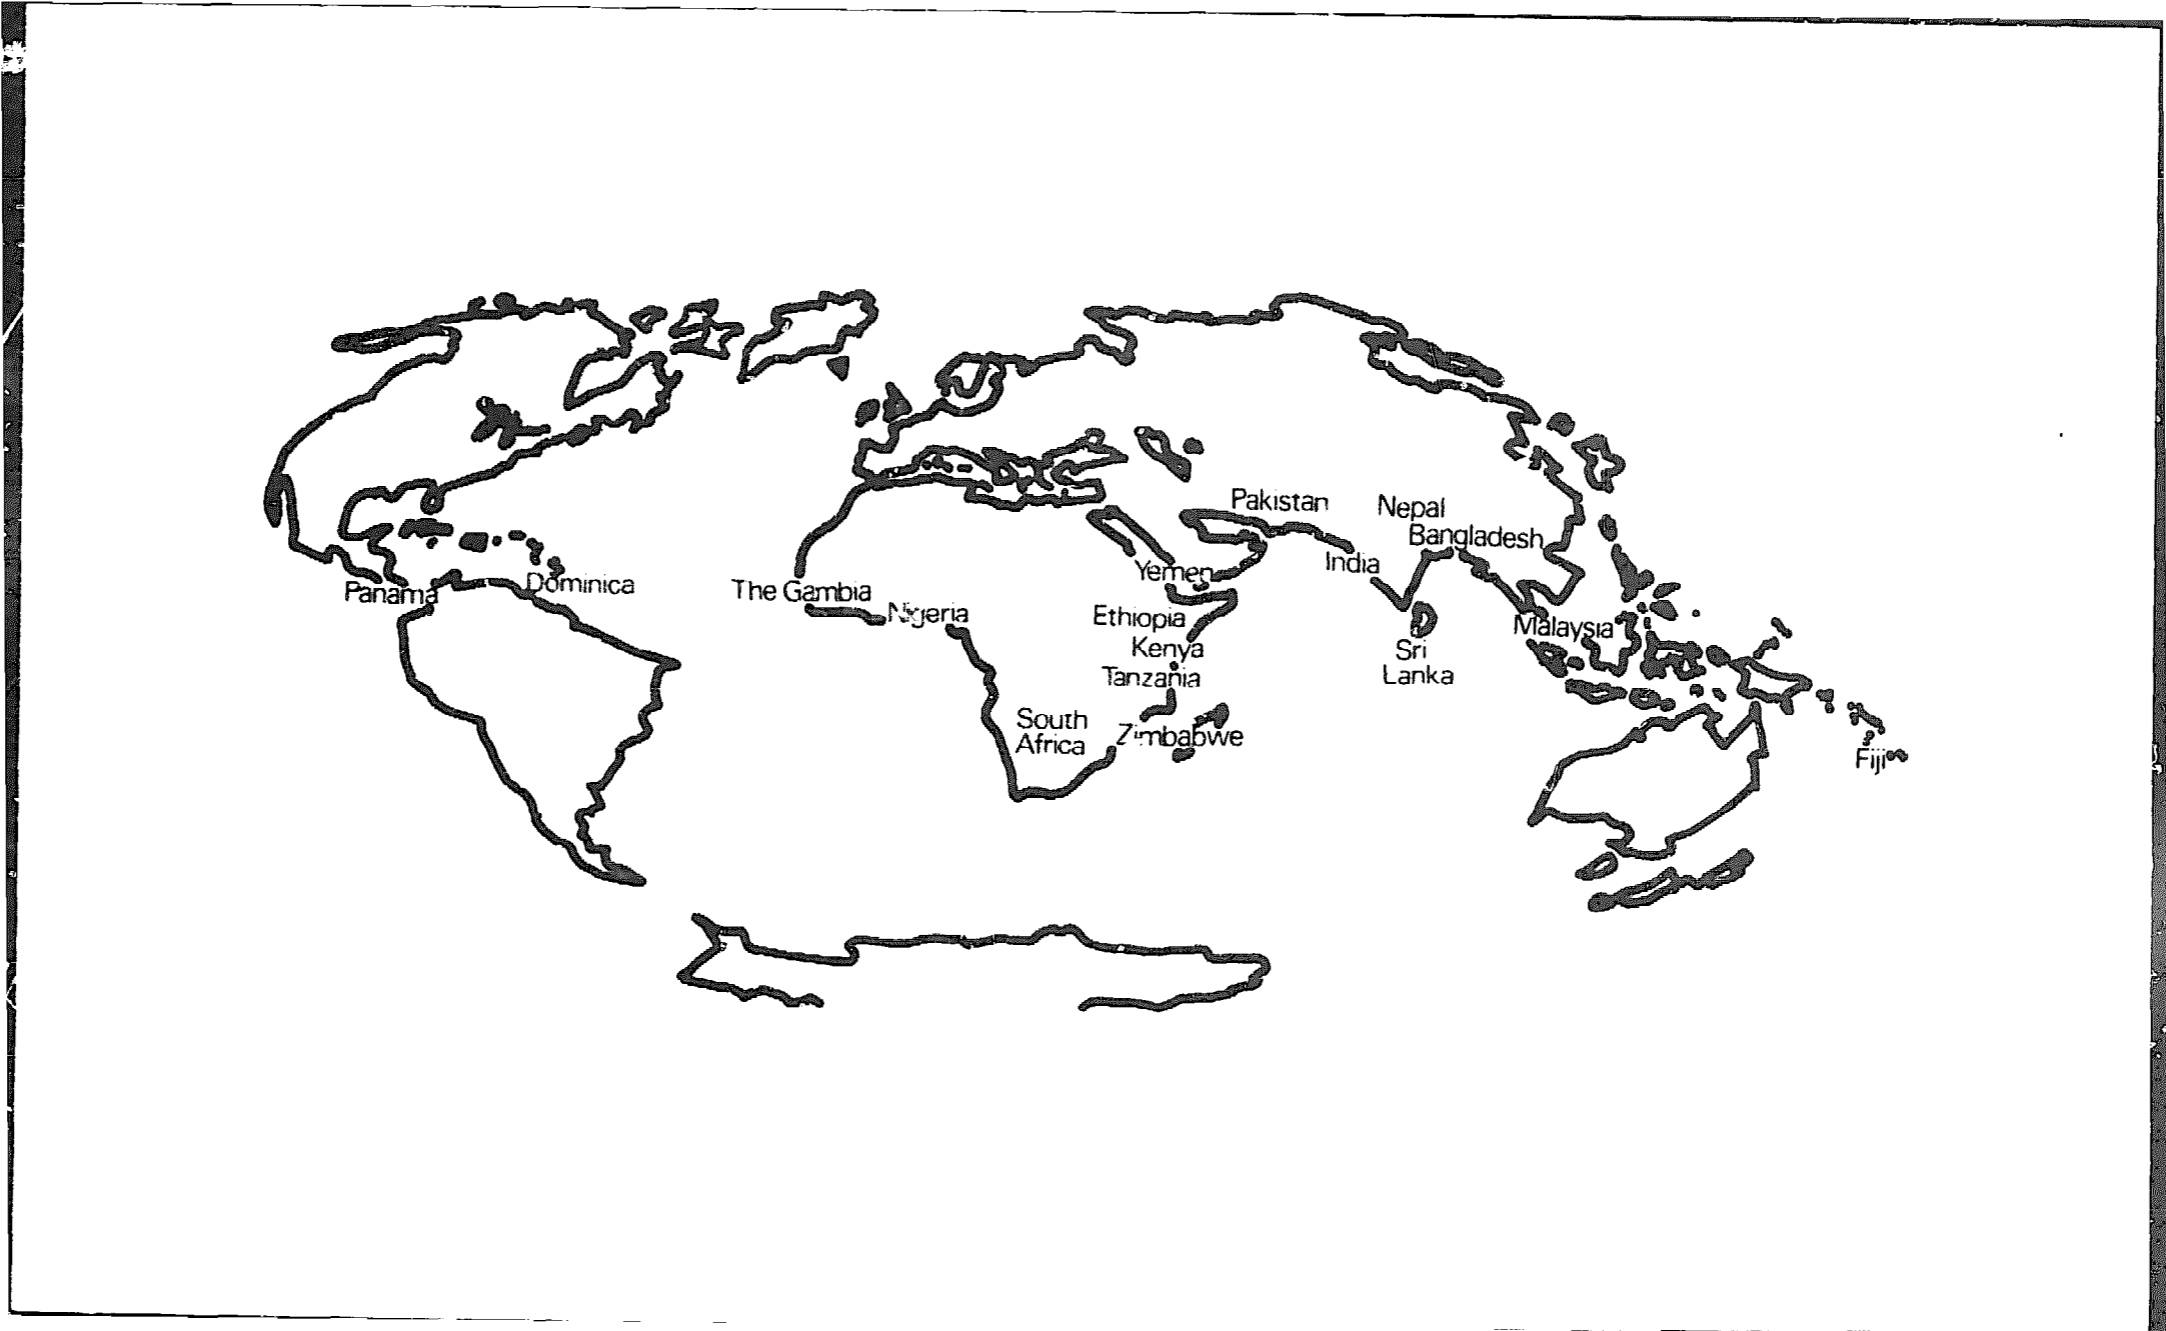 Pakistan
Nepal
Bangladesh
India
Dominica
Panama
The Gambia
Nigeria
Yemen
Ethiopia
Kenya
Tanzania
South
Africa
Zimbabwe
Malaysia
Sri
Lanka
Fiji